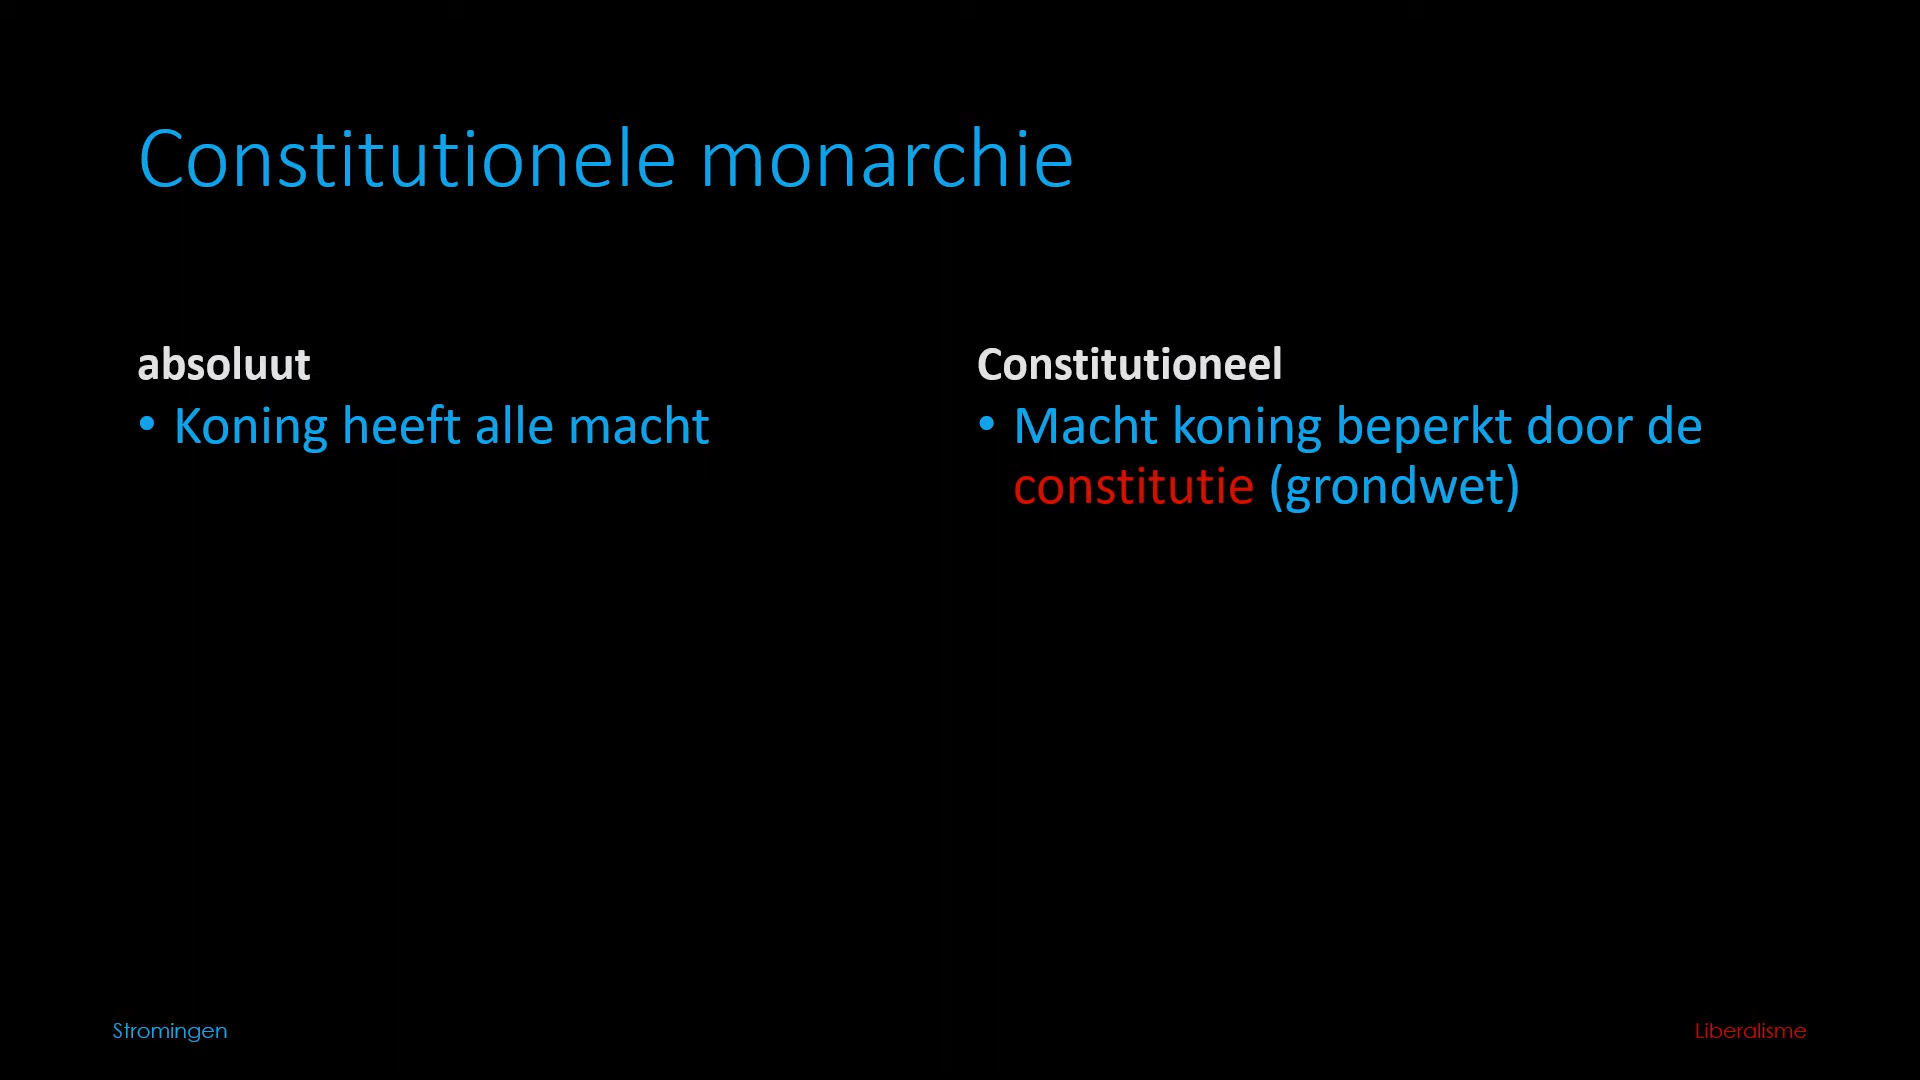 Constitutionele monarchie
absoluut
• Koning heeft alle macht
Constitutioneel
• Macht koning beperkt door de
constitutie (grondwet)
Stromingen
Liberalisme